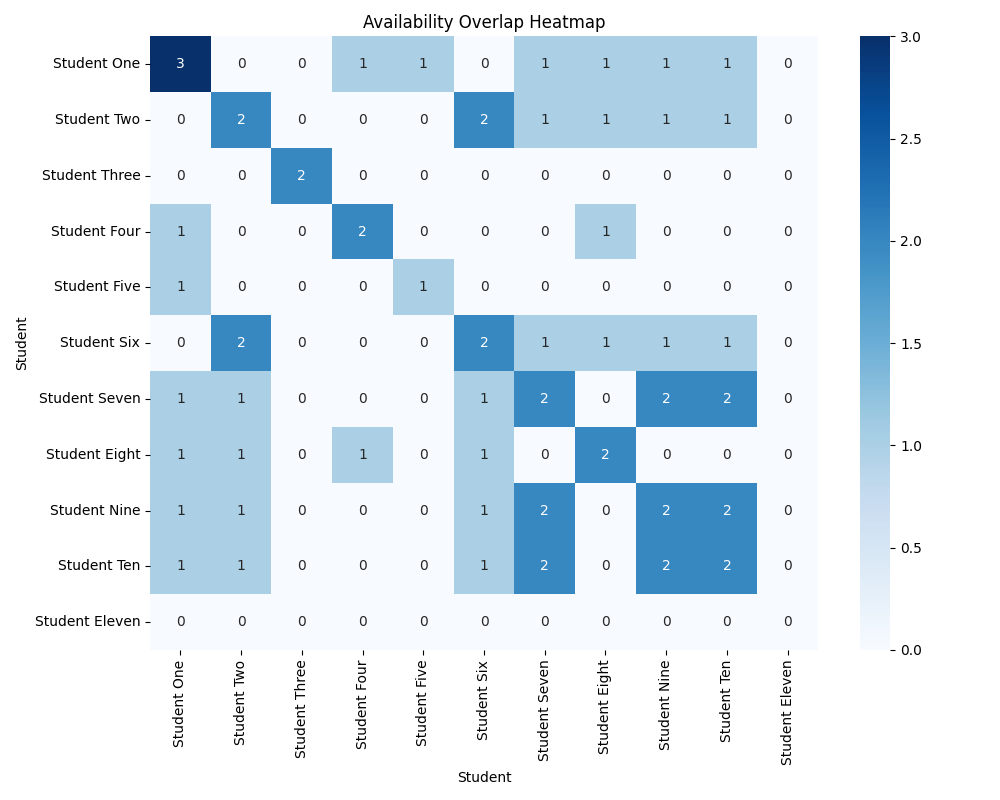 Availability Overlap Heatmap
Student One 3 0 0 1 1 0 1 1 1 1 0
Student Two 0 2 0 0 0 2 1 1 1 1 0
Student Three 0 0 2 0 0 0 0 0 0 0 0
Student Four 1 0 0 2 0 0 0 1 0 0 0
Student Five 1 0 0 0 1 0 0 0 0 0 0
Student Six 0 2 0 0 0 2 1 1 1 1 0
Student Seven 1 1 0 0 0 1 2 0 2 2 0
Student Eight 1 1 0 1 0 1 0 2 0 0 0
Student Nine 1 1 0 0 0 1 2 0 2 2 0
Student Ten 1 1 0 0 0 1 2 0 2 2 0
Student Eleven 0 0 0 0 0 0 0 0 0 0 0
Student
Student One
Student Two
Student Three
Student Four
Student Five
Student Six
Student Seven
Student Eight
Student Nine
Student Ten
Student Eleven
Student
3.0
2.5
2.0
1.5
1.0
0.5
0.0